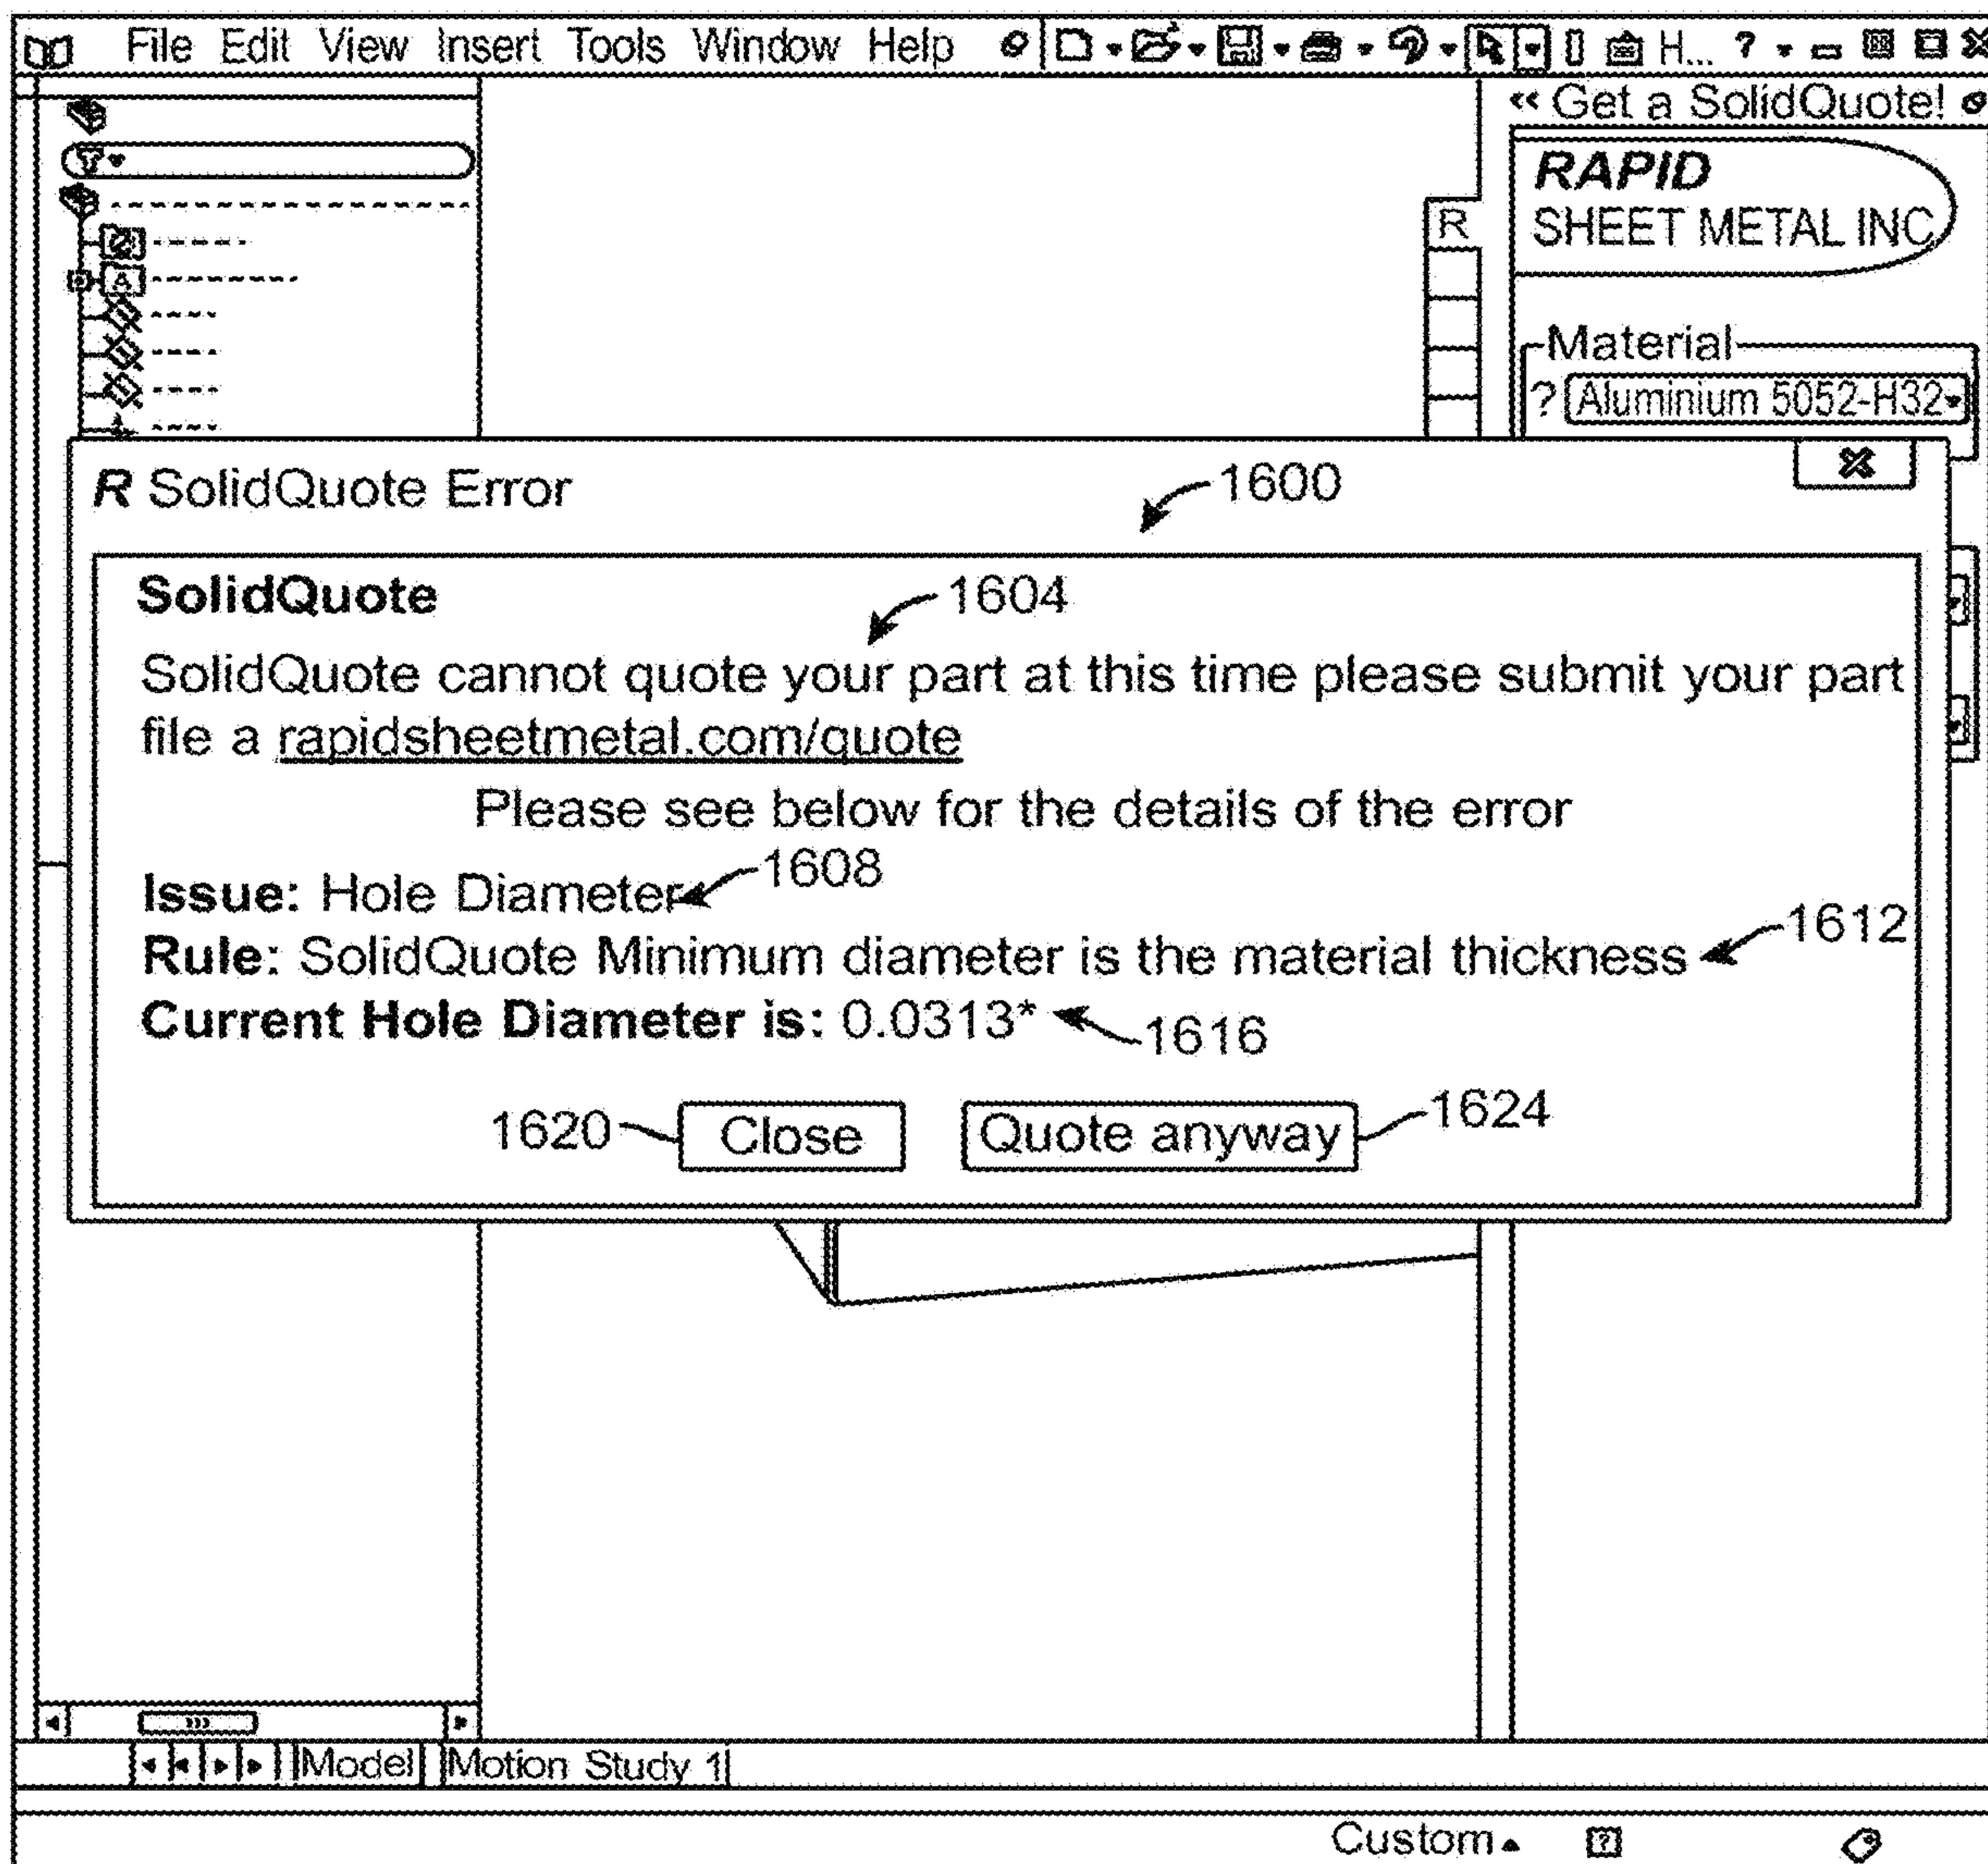 File Edit View Insert Tools Window Help H... ?
« Get a SolidQuote!
RAPID
SHEET METAL INC
R
Material
? Aluminium 5052-H32
R SolidQuote Error
1600
SolidQuote
1604
SolidQuote cannot quote your part at this time please submit your part
file a rapidsheetmetal.com/quote
Please see below for the details of the error
1608
Issue: Hole Diameter
1612
Rule: SolidQuote Minimum diameter is the material thickness
Current Hole Diameter is: 0.0313*
1616
1620 Close Quote anyway 1624
Model Motion Study 1
Custom